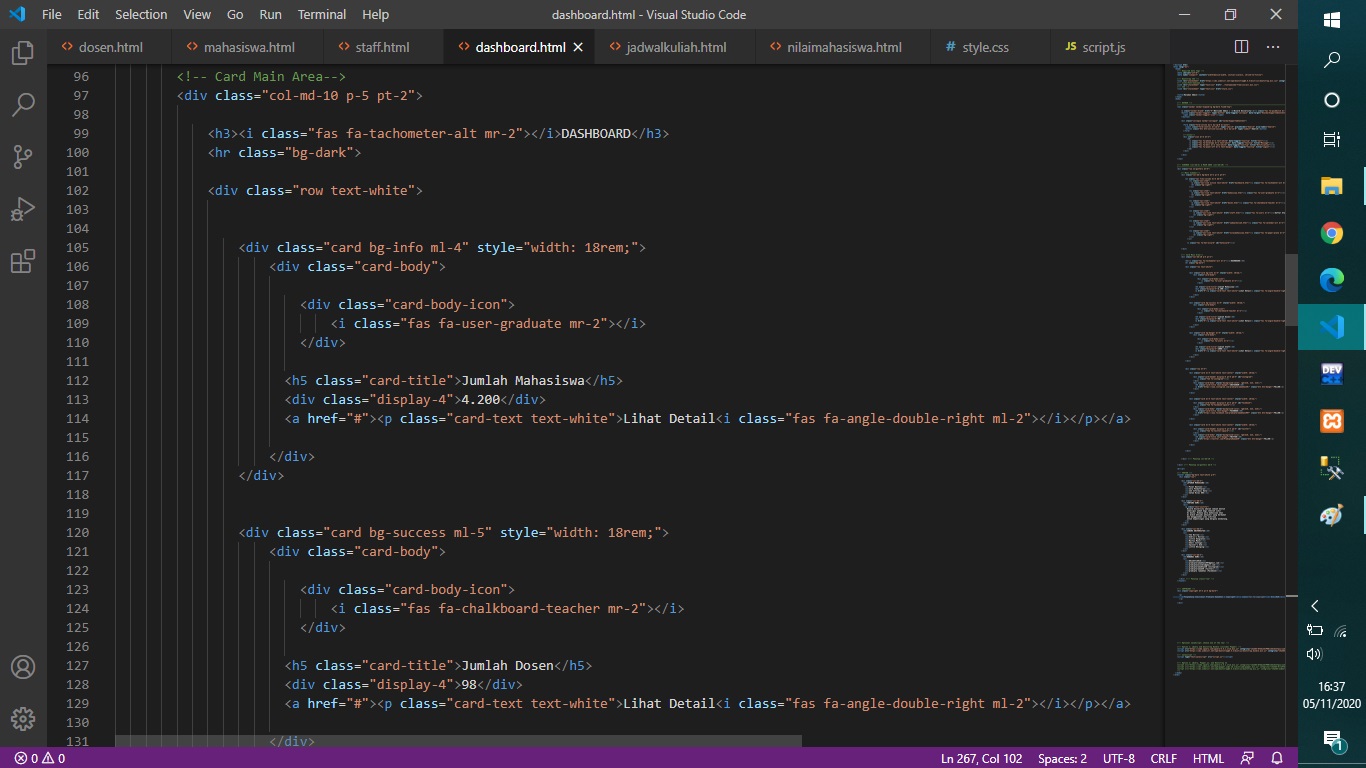 File Edit Selection View Go Run Terminal Help dashboard.html - Visual Studio Code
dosen.html mahasiswa.html staff.html dashboard.html jadwalkuliah.html nilaimahasiswa.html # style.css JS script.js
96 <!-- Card Main Area-->
97 <div class="col-md-10 p-5 pt-2">
98
99 <h3><i class="fas fa-tachometer-alt mr-2"></i>DASHBOARD</h3>
100 <hr class="bg-dark">
101
102 <div class="row text-white">
103
104
105 <div class="card bg-info ml-4" style="width: 18rem;">
106 <div class="card-body">
107
108 <div class="card-body-icon">
109 <i class="fas fa-user-graduate mr-2"></i>
110 </div>
111
112 <h5 class="card-title">Jumlah Mahasiswa</h5>
113 <div class="display-4">4.200</div>
114 <a href="#"><p class="card-text text-white">Lihat Detail<i class="fas fa-angle-double-right ml-2"></i></p></a>
115
116 </div>
117 </div>
118
119
120 <div class="card bg-success ml-5" style="width: 18rem;">
121 <div class="card-body">
122
123 <div class="card-body-icon">
124 <i class="fas fa-chalkboard-teacher mr-2"></i>
125 </div>
126
127 <h5 class="card-title">Jumlah Dosen</h5>
128 <div class="display-4">98</div>
129 <a href="#"><p class="card-text text-white">Lihat Detail<i class="fas fa-angle-double-right ml-2"></i></p></a>
130
131 </div>
0 0 Ln 267, Col 102 Spaces: 2 UTF-8 CRLF HTML
DEV C++
16:37
05/11/2020
1